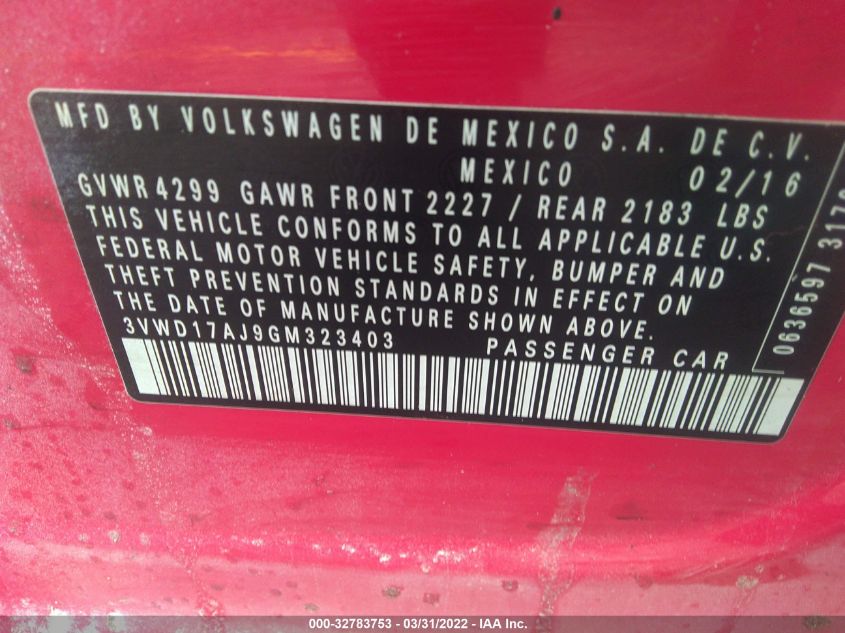 MFD BY VOLKSWAGEN DE MEXICO S.A. DE C.V.
MEXICO 02/16
GVWR 4299 GAWR FRONT 2227 / REAR 2183 LBS
THIS VEHICLE CONFORMS TO ALL APPLICABLE U.S.
FEDERAL MOTOR VEHICLE SAFETY, BUMPER AND
THEFT PREVENTION STANDARDS IN EFFECT ON
THE DATE OF MANUFACTURE SHOWN ABOVE.
3VWD17AJ9GM323403 PASSENGER CAR
0636597
000-32783753 - 03/31/2022 - IAA Inc.